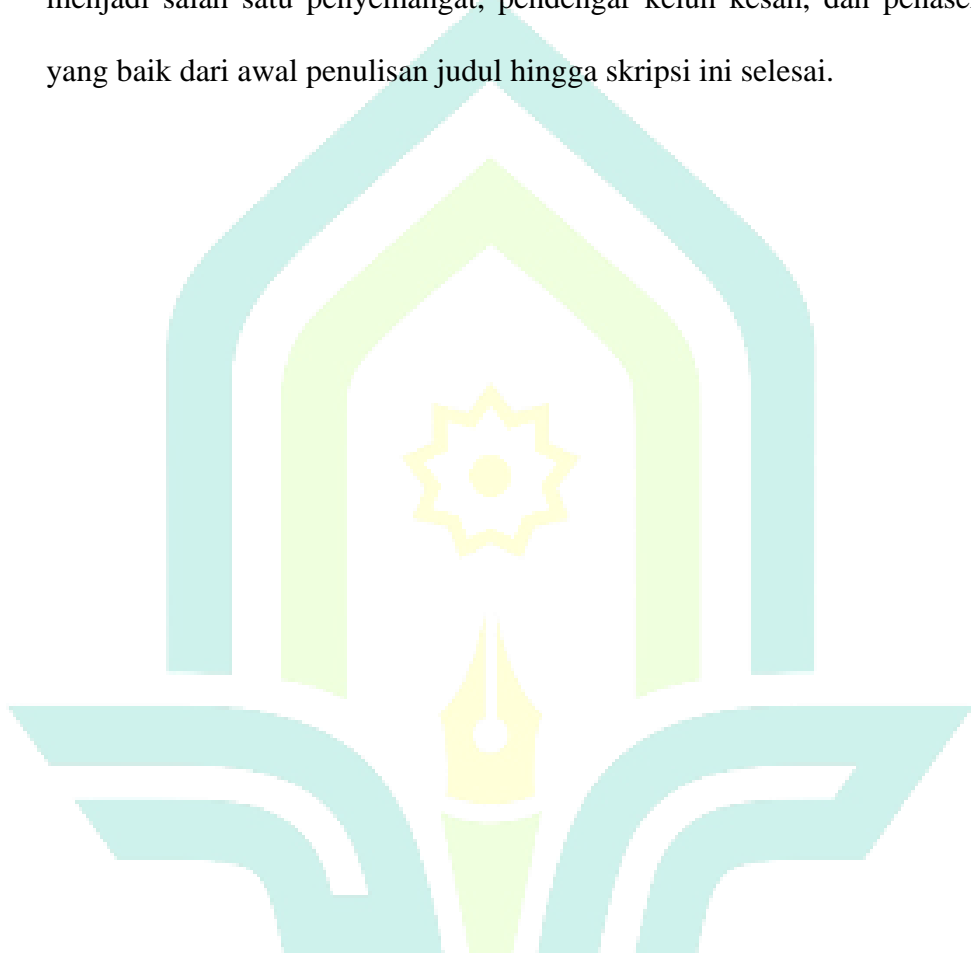 menjadi salah satu penyemangat, pendengar keluh kesah, dan
yang baik dari awal penulisan judul hingga skripsi ini selesai.